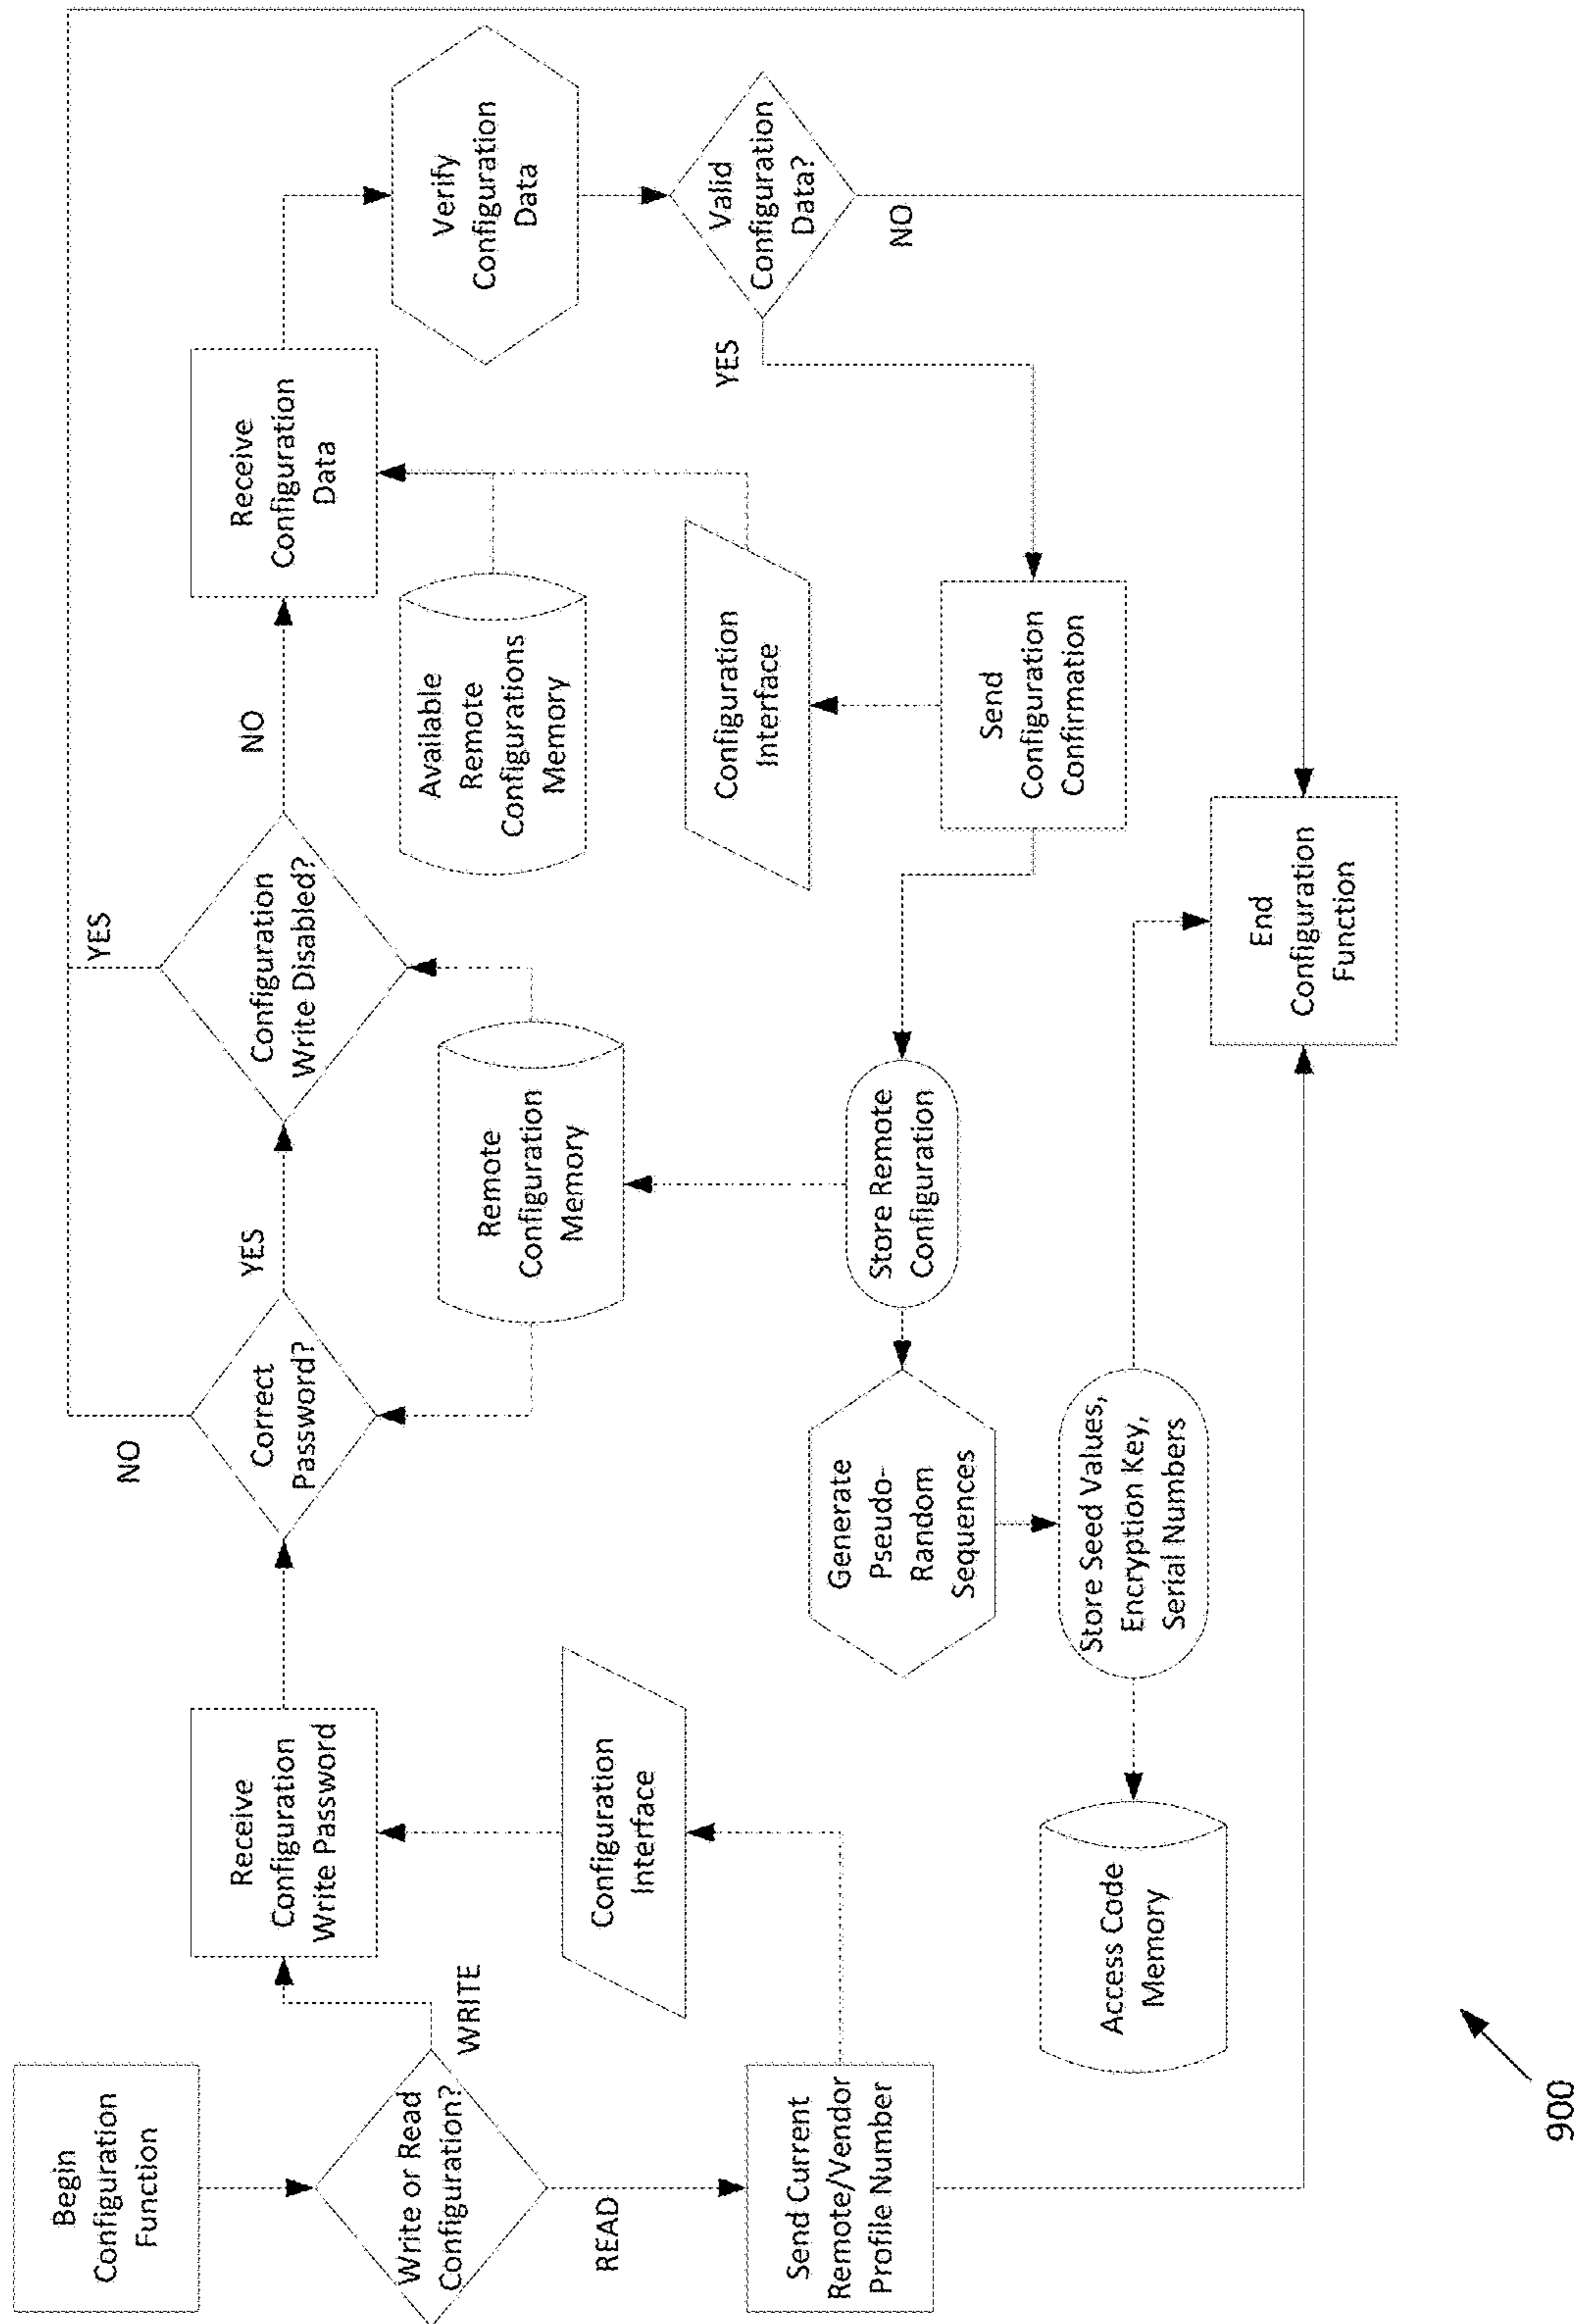 Begin
Configuration
Function
Write or Read
Configuration?
WRITE
READ
Send Current
Remote/Vendor
Profile Number
Receive
Configuration
Write Password
Configuration
Interface
Access Code
Memory
Correct
Password?
NO
YES
Generate
Pseudo-
Random
Sequences
Store Seed Values,
Encryption Key,
Serial Numbers
Remote
Configuration
Memory
Store Remote
Configuration
Configuration
Write Disabled?
YES
NO
Available
Remote
Configurations
Memory
Configuration
Interface
Send
Configuration
Confirmation
End
Configuration
Function
Receive
Configuration
Data
Verify
Configuration
Data
Valid
Configuration
Data?
YES
NO
900